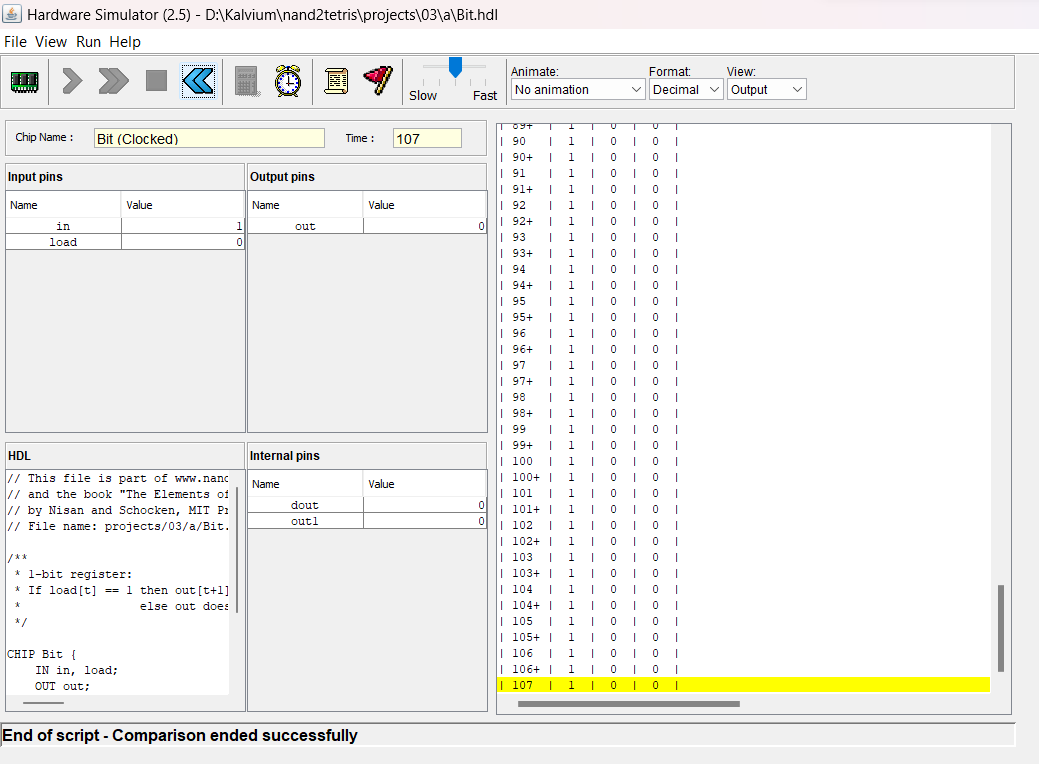 Hardware Simulator (2.5) - D:\Kalvium\nand2tetris\projects\03\a\Bit.hdl
File View Run Help
Slow Fast
Animate: Format: View:
No animation Decimal Output
Chip Name : Bit (Clocked) Time : 107
Input pins
Name Value
in 1
load 0
Output pins
Name Value
out 0
HDL
// This file is part of www.nand
// and the book "The Elements of
// by Nisan and Schocken, MIT Pr
// File name: projects/03/a/Bit.
/**
* 1-bit register:
* If load[t] == 1 then out[t+1]
* else out does
*/
CHIP Bit {
IN in, load;
OUT out;
Internal pins
Name Value
dout 0
out1 0
| 89+ | 1 | 0 | 0 |
| 90 | 1 | 0 | 0 |
| 90+ | 1 | 0 | 0 |
| 91 | 1 | 0 | 0 |
| 91+ | 1 | 0 | 0 |
| 92 | 1 | 0 | 0 |
| 92+ | 1 | 0 | 0 |
| 93 | 1 | 0 | 0 |
| 93+ | 1 | 0 | 0 |
| 94 | 1 | 0 | 0 |
| 94+ | 1 | 0 | 0 |
| 95 | 1 | 0 | 0 |
| 95+ | 1 | 0 | 0 |
| 96 | 1 | 0 | 0 |
| 96+ | 1 | 0 | 0 |
| 97 | 1 | 0 | 0 |
| 97+ | 1 | 0 | 0 |
| 98 | 1 | 0 | 0 |
| 98+ | 1 | 0 | 0 |
| 99 | 1 | 0 | 0 |
| 99+ | 1 | 0 | 0 |
| 100 | 1 | 0 | 0 |
| 100+ | 1 | 0 | 0 |
| 101 | 1 | 0 | 0 |
| 101+ | 1 | 0 | 0 |
| 102 | 1 | 0 | 0 |
| 102+ | 1 | 0 | 0 |
| 103 | 1 | 0 | 0 |
| 103+ | 1 | 0 | 0 |
| 104 | 1 | 0 | 0 |
| 104+ | 1 | 0 | 0 |
| 105 | 1 | 0 | 0 |
| 105+ | 1 | 0 | 0 |
| 106 | 1 | 0 | 0 |
| 106+ | 1 | 0 | 0 |
| 107 | 1 | 0 | 0 |
End of script - Comparison ended successfully